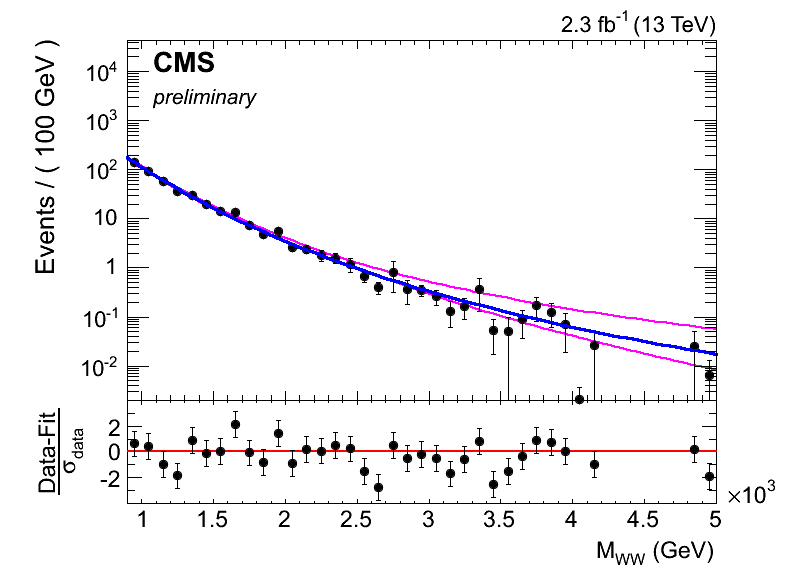 2.3 fb⁻¹ (13 TeV)
CMS
preliminary
Events / ( 100 GeV )
10⁴
10³
10²
10
1
10⁻¹
10⁻²
Data-Fit
σdata
2
0
-2
1 1.5 2 2.5 3 3.5 4 4.5 5
×10³
M_WW (GeV)